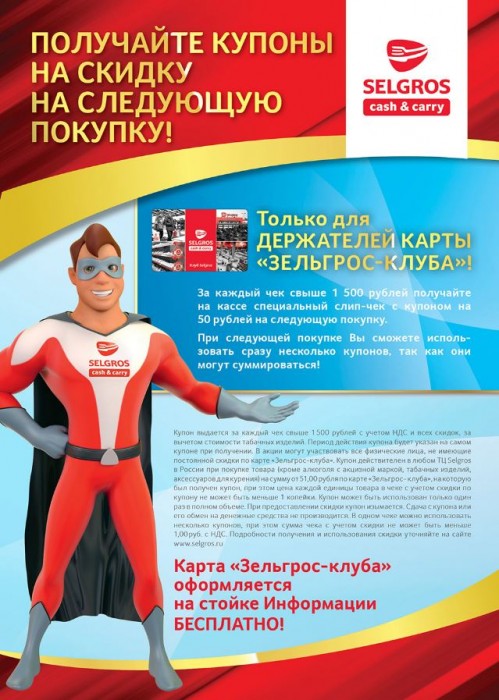 ПОЛУЧАЙТЕ КУПОНЫ
НА СКИДКУ
НА СЛЕДУЮЩУЮ
ПОКУПКУ!
SELGROS
cash & carry
SELGROS
Только для
ДЕРЖАТЕЛЕЙ КАРТЫ
«ЗЕЛЬГРОС-КЛУБА»!
За каждый чек свыше 1 500 рублей получайте
на кассе специальный слип-чек с купоном на
50 рублей на следующую покупку.
При следующей покупке Вы сможете исполь-
зовать сразу несколько купонов, так как они
могут суммироваться!
SELGROS
cash & carry
Купон выдается за каждый чек свыше 1 500 рублей с учетом НДС и всех скидок, за
вычетом стоимости табачных изделий. Период действия купона будет указан на самом
купоне при получении. В акции могут участвовать все физические лица, не имеющие
постоянной скидки по карте «Зельгрос-клуба». Купон действителен в любом ТЦ Selgros
в России при покупке товара (кроме алкоголя с акцизной маркой, табачных изделий,
аксессуаров для курения) на сумму от 51,00 рубля по карте «Зельгрос-клуба», на которую
был получен купон, при этом цена каждой единицы товара в чеке с учетом скидки по
купону не может быть меньше 1 копейки. Купон может быть использован только один
раз в полном объеме. При предоставлении скидки купон изымается. Сдача с купона или
его обмен на денежные средства не производится. В одном чеке можно использовать
несколько купонов, при этом сумма чека с учетом скидки не может быть меньше
1,00 руб. с НДС. Подробности получения и использования скидки уточняйте на сайте
www.selgros.ru
Карта «Зельгрос-клуба»
оформляется
на стойке Информации
БЕСПЛАТНО!